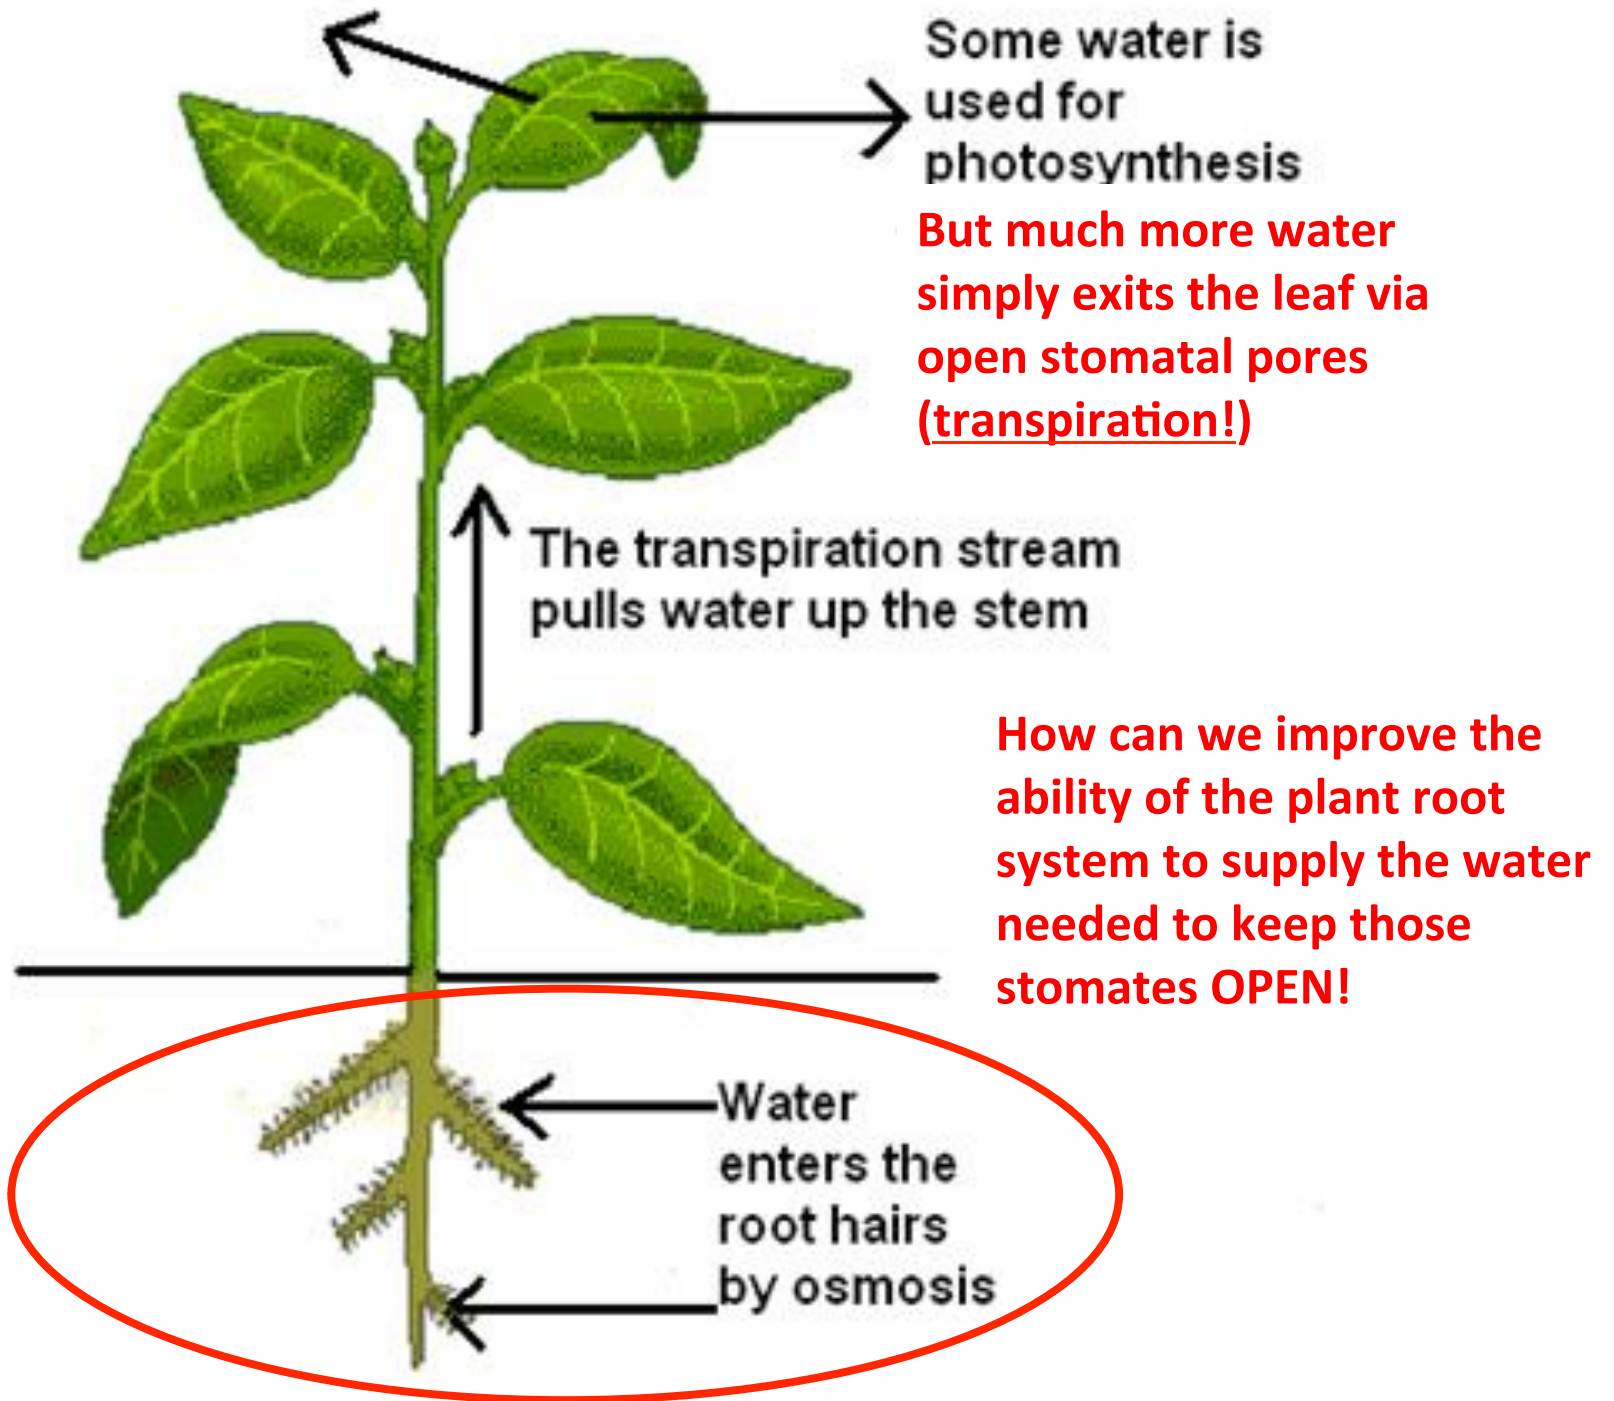 Some water is
used for
photosynthesis
But much more water
simply exits the leaf via
open stomatal pores
(transpiration!)
The transpiration stream
pulls water up the stem
How can we improve the
ability of the plant root
system to supply the water
needed to keep those
stomates OPEN!
Water
enters the
root hairs
by osmosis